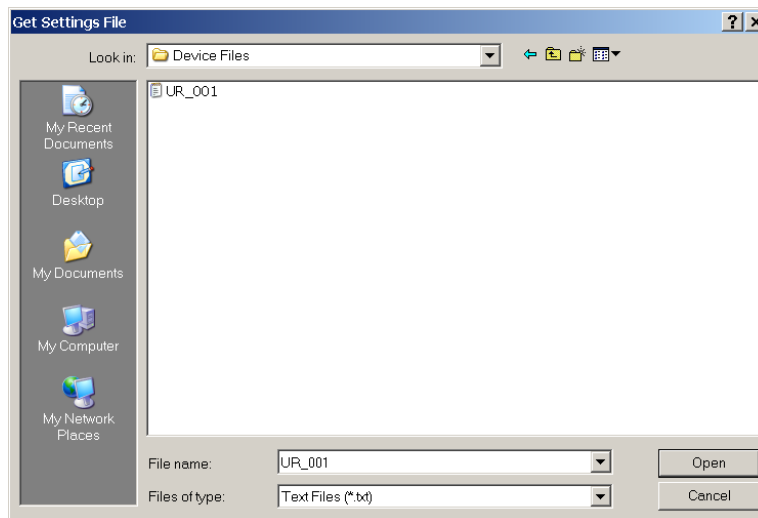 Get Settings File
Look in: Device Files
UR_001
My Recent
Documents
Desktop
My Documents
My Computer
My Network
Places
File name: UR_001 Open
Files of type: Text Files (*.txt) Cancel